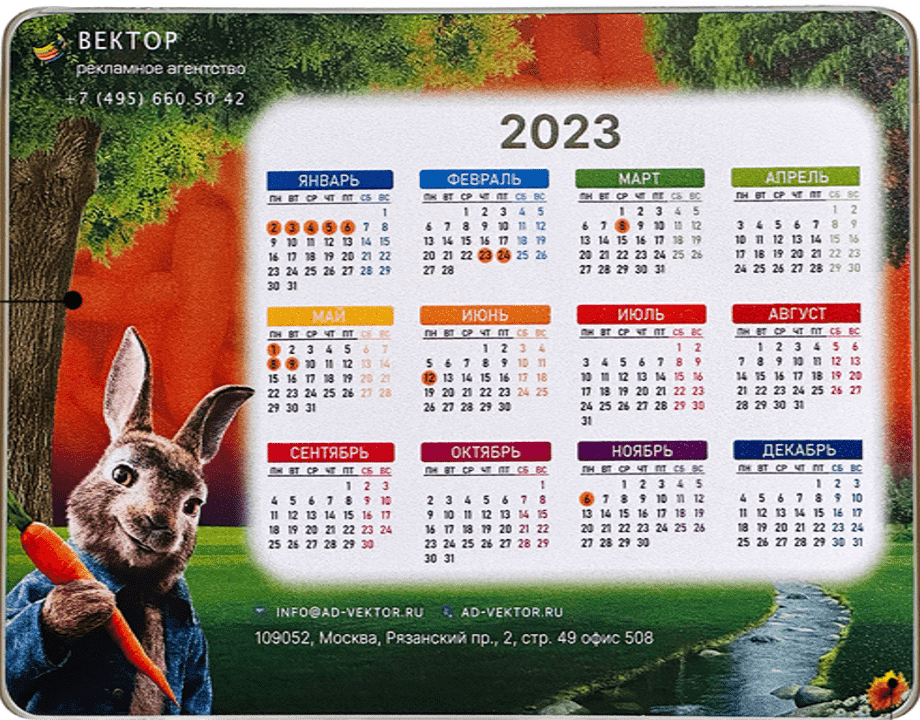 ВЕКТОР
рекламное агентство
+7 (495) 660 50 42
2023
ЯНВАРЬ
ПН ВТ СР ЧТ ПТ СБ ВС
1
2 3 4 5 6 7 8
9 10 11 12 13 14 15
16 17 18 19 20 21 22
23 24 25 26 27 28 29
30 31
ФЕВРАЛЬ
ПН ВТ СР ЧТ ПТ СБ ВС
1 2 3 4 5
6 7 8 9 10 11 12
13 14 15 16 17 18 19
20 21 22 23 24 25 26
27 28
МАРТ
ПН ВТ СР ЧТ ПТ СБ ВС
1 2 3 4 5
6 7 8 9 10 11 12
13 14 15 16 17 18 19
20 21 22 23 24 25 26
27 28 29 30 31
АПРЕЛЬ
ПН ВТ СР ЧТ ПТ СБ ВС
1 2
3 4 5 6 7 8 9
10 11 12 13 14 15 16
17 18 19 20 21 22 23
24 25 26 27 28 29 30
МАЙ
ПН ВТ СР ЧТ ПТ СБ ВС
1 2 3 4 5 6 7
8 9 10 11 12 13 14
15 16 17 18 19 20 21
22 23 24 25 26 27 28
29 30 31
ИЮНЬ
ПН ВТ СР ЧТ ПТ СБ ВС
1 2 3 4
5 6 7 8 9 10 11
12 13 14 15 16 17 18
19 20 21 22 23 24 25
26 27 28 29 30
ИЮЛЬ
ПН ВТ СР ЧТ ПТ СБ ВС
1 2
3 4 5 6 7 8 9
10 11 12 13 14 15 16
17 18 19 20 21 22 23
24 25 26 27 28 29 30
31
АВГУСТ
ПН ВТ СР ЧТ ПТ СБ ВС
1 2 3 4 5 6
7 8 9 10 11 12 13
14 15 16 17 18 19 20
21 22 23 24 25 26 27
28 29 30 31
СЕНТЯБРЬ
ПН ВТ СР ЧТ ПТ СБ ВС
1 2 3
4 5 6 7 8 9 10
11 12 13 14 15 16 17
18 19 20 21 22 23 24
25 26 27 28 29 30
ОКТЯБРЬ
ПН ВТ СР ЧТ ПТ СБ ВС
1
2 3 4 5 6 7 8
9 10 11 12 13 14 15
16 17 18 19 20 21 22
23 24 25 26 27 28 29
30 31
НОЯБРЬ
ПН ВТ СР ЧТ ПТ СБ ВС
1 2 3 4 5
6 7 8 9 10 11 12
13 14 15 16 17 18 19
20 21 22 23 24 25 26
27 28 29 30
ДЕКАБРЬ
ПН ВТ СР ЧТ ПТ СБ ВС
1 2 3
4 5 6 7 8 9 10
11 12 13 14 15 16 17
18 19 20 21 22 23 24
25 26 27 28 29 30 31
INFO@AD-VEKTOR.RU AD-VEKTOR.RU
109052, Москва, Рязанский пр., 2, стр. 49 офис 508